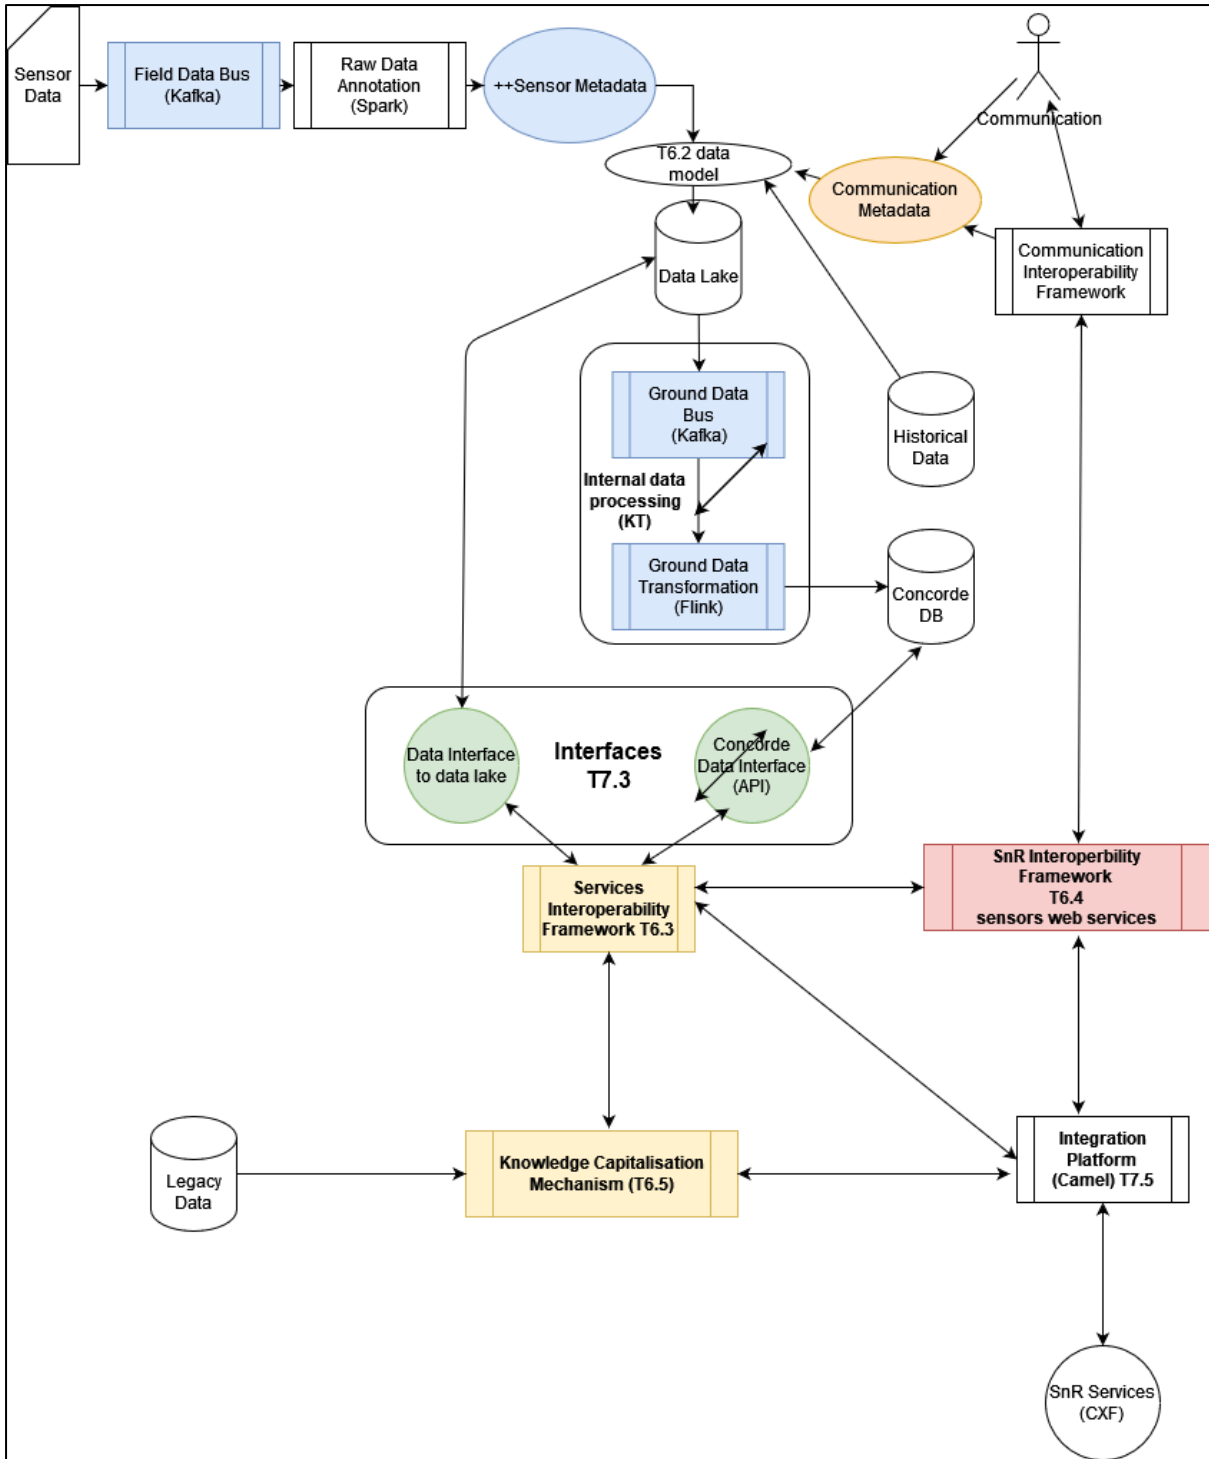 Sensor
Data
Field Data Bus
(Kafka)
Raw Data
Annotation
(Spark)
++Sensor Metadata
Communication
T6.2 data
model
Communication
Metadata
Communication
Interoperability
Framework
Data Lake
Ground Data
Bus
(Kafka)
Historical
Data
Internal data
processing
(KT)
Ground Data
Transformation
(Flink)
Concorde
DB
Data Interface
to data lake
Interfaces
T7.3
Concorde
Data Interface
(API)
Services
Interoperability
Framework T6.3
SnR Interoperbility
Framework
T6.4
sensors web services
Legacy
Data
Knowledge Capitalisation
Mechanism (T6.5)
Integration
Platform
(Camel) T7.5
SnR Services
(CXF)